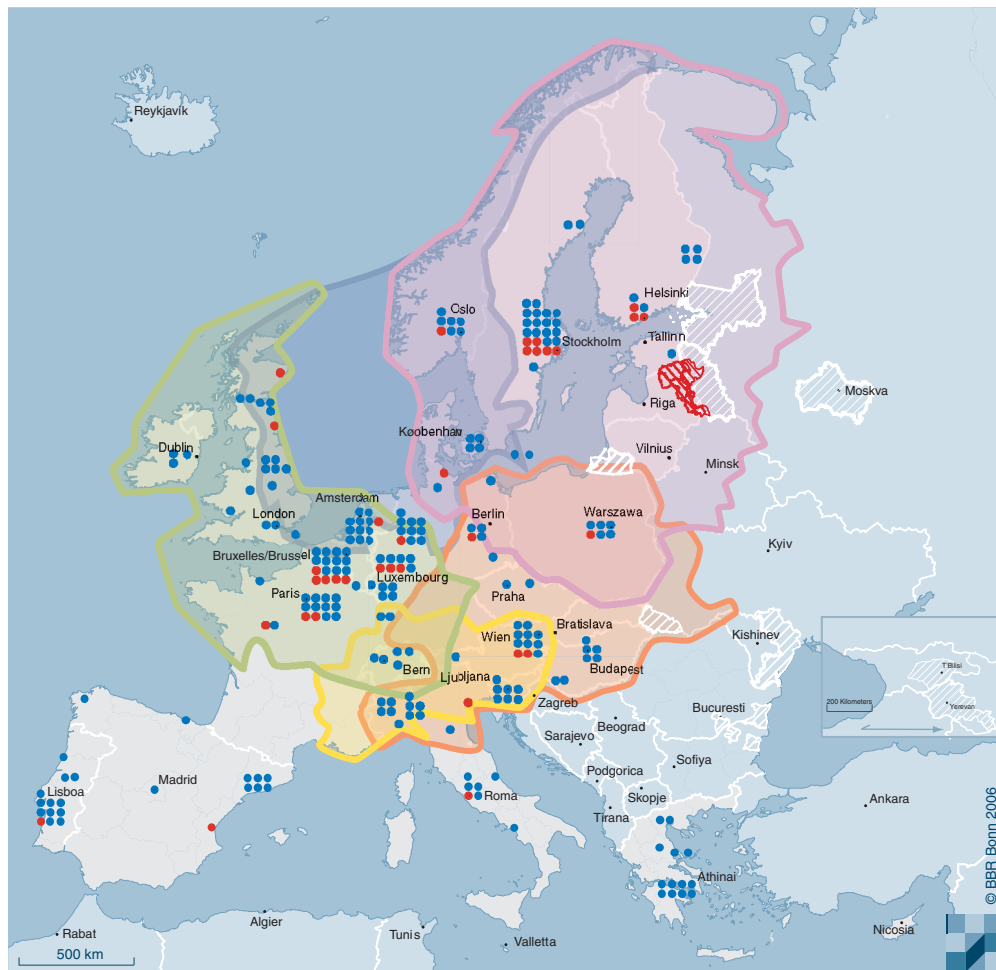 Reykjavík
Oslo
Helsinki
Stockholm
Tallinn
Moskva
Riga
Køobenhavn
Dublin
Vilnius
Minsk
Amsterdam
London
Berlin
Warszawa
Bruxelles/Brussel
Kyiv
Luxembourg
Paris
Praha
Wien
Bratislava
Kishinev
Bern
Budapest
Ljubljana
T'Bilisi
Zagreb
200 Kilometers
Yerevan
Bucuresti
Beograd
Sarajevo
Sofiya
Madrid
Podgorica
Lisboa
Roma
Skopje
Ankara
Tirana
Athinai
© BBR Bonn 2006
Algier
Rabat
Tunis
Valletta
Nicosia
500 km